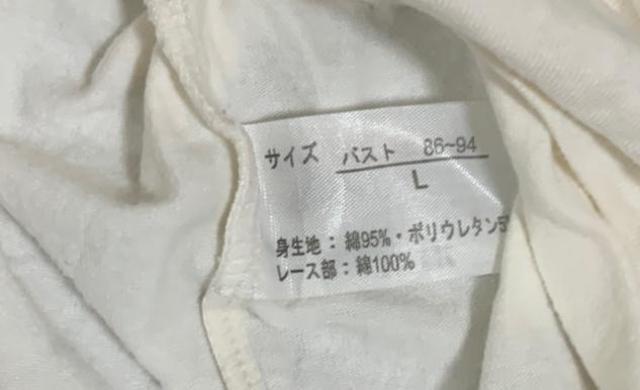 サイズ バスト 86~94
L
身生地：綿95%・ポリウレタン5
レース部：綿100%